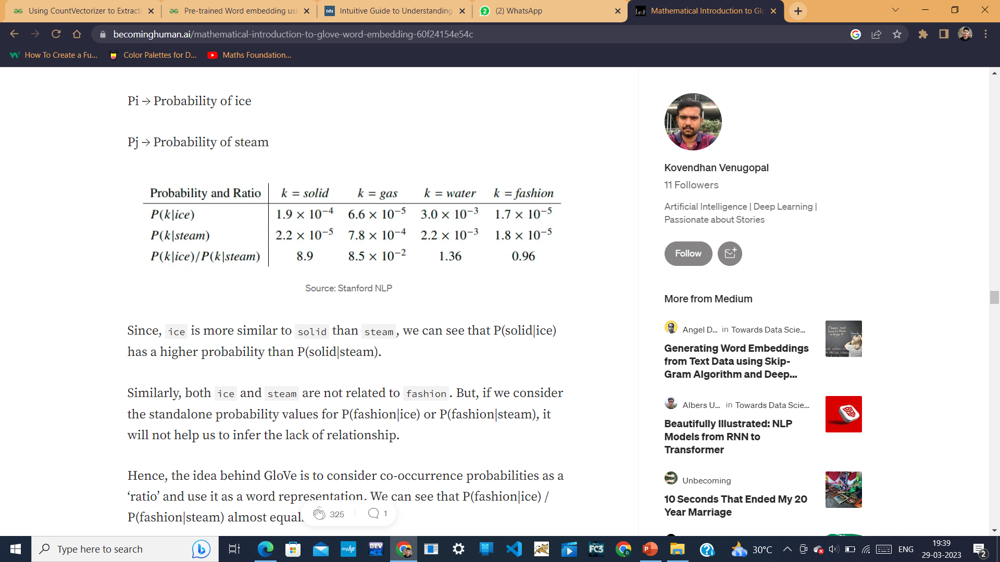 Using CountVectorizer to Extracti
Pre-trained Word embedding usi
tds Intuitive Guide to Understanding
(2) WhatsApp
Mathematical Introduction to Glo
becominghuman.ai/mathematical-introduction-to-glove-word-embedding-60f24154e54c
How To Create a Fu...
Color Palettes for D...
Maths Foundation...
Pi → Probability of ice
Pj → Probability of steam
Probability and Ratio k = solid k = gas k = water k = fashion
P(k|ice) 1.9 × 10⁻⁴ 6.6 × 10⁻⁵ 3.0 × 10⁻³ 1.7 × 10⁻⁵
P(k|steam) 2.2 × 10⁻⁵ 7.8 × 10⁻⁴ 2.2 × 10⁻³ 1.8 × 10⁻⁵
P(k|ice)/P(k|steam) 8.9 8.5 × 10⁻² 1.36 0.96
Source: Stanford NLP
Since, ice is more similar to solid than steam, we can see that P(solid|ice)
has a higher probability than P(solid|steam).
Similarly, both ice and steam are not related to fashion. But, if we consider
the standalone probability values for P(fashion|ice) or P(fashion|steam), it
will not help us to infer the lack of relationship.
Hence, the idea behind GloVe is to consider co-occurrence probabilities as a
‘ratio’ and use it as a word representation. We can see that P(fashion|ice) /
P(fashion|steam) almost equal
325
1
Kovendhan Venugopal
11 Followers
Artificial Intelligence | Deep Learning |
Passionate about Stories
Follow
More from Medium
Angel D... in Towards Data Scie...
Generating Word Embeddings
from Text Data using Skip-
Gram Algorithm and Deep...
Albers U... in Towards Data Scie...
Beautifully Illustrated: NLP
Models from RNN to
Transformer
Unbecoming
10 Seconds That Ended My 20
Year Marriage
Type here to search
myhp
DEV C++
FC3
30°C
ENG
19:39
29-03-2023
2